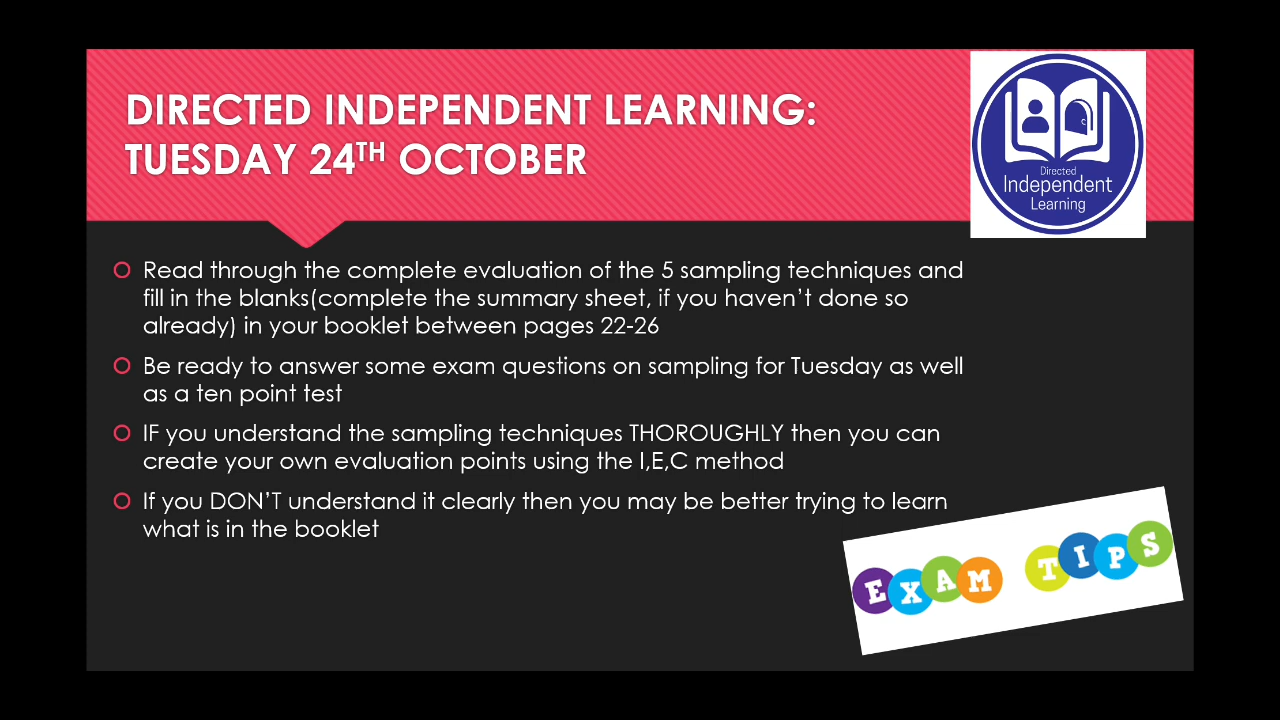 DIRECTED INDEPENDENT LEARNING:
TUESDAY 24TH OCTOBER
Directed
Independent
Learning
Read through the complete evaluation of the 5 sampling techniques and
fill in the blanks(complete the summary sheet, if you haven't done so
already) in your booklet between pages 22-26
Be ready to answer some exam questions on sampling for Tuesday as well
as a ten point test
IF you understand the sampling techniques THOROUGHLY then you can
create your own evaluation points using the I,E,C method
If you DON'T understand it clearly then you may be better trying to learn
what is in the booklet
EXAM TIPS